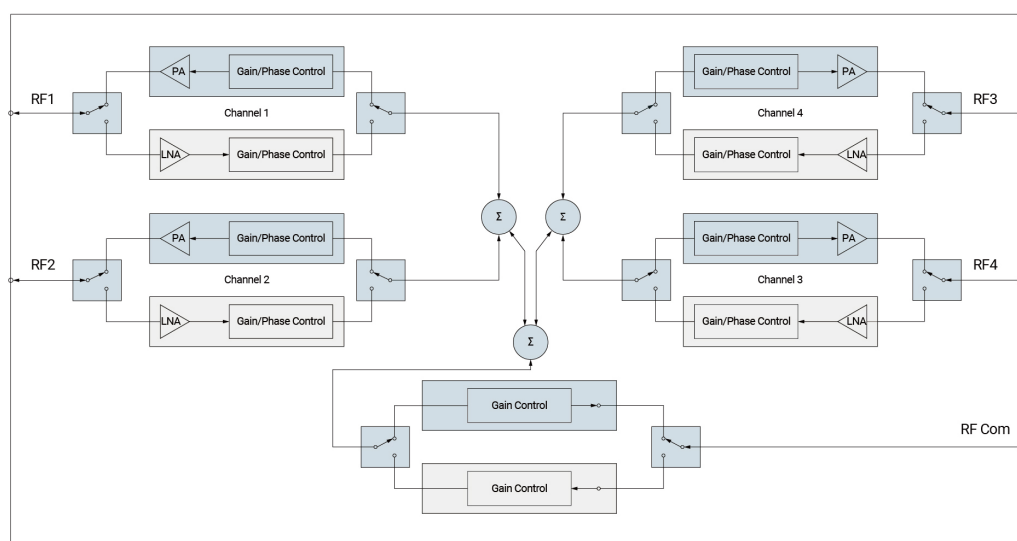 PA
Gain/Phase Control
RF1
Channel 1
LNA
Gain/Phase Control
Gain/Phase Control
PA
RF3
Channel 4
Gain/Phase Control
LNA
Σ
Σ
PA
Gain/Phase Control
RF2
Channel 2
LNA
Gain/Phase Control
Gain/Phase Control
PA
RF4
Channel 3
Gain/Phase Control
LNA
Σ
Gain Control
RF Com
Gain Control